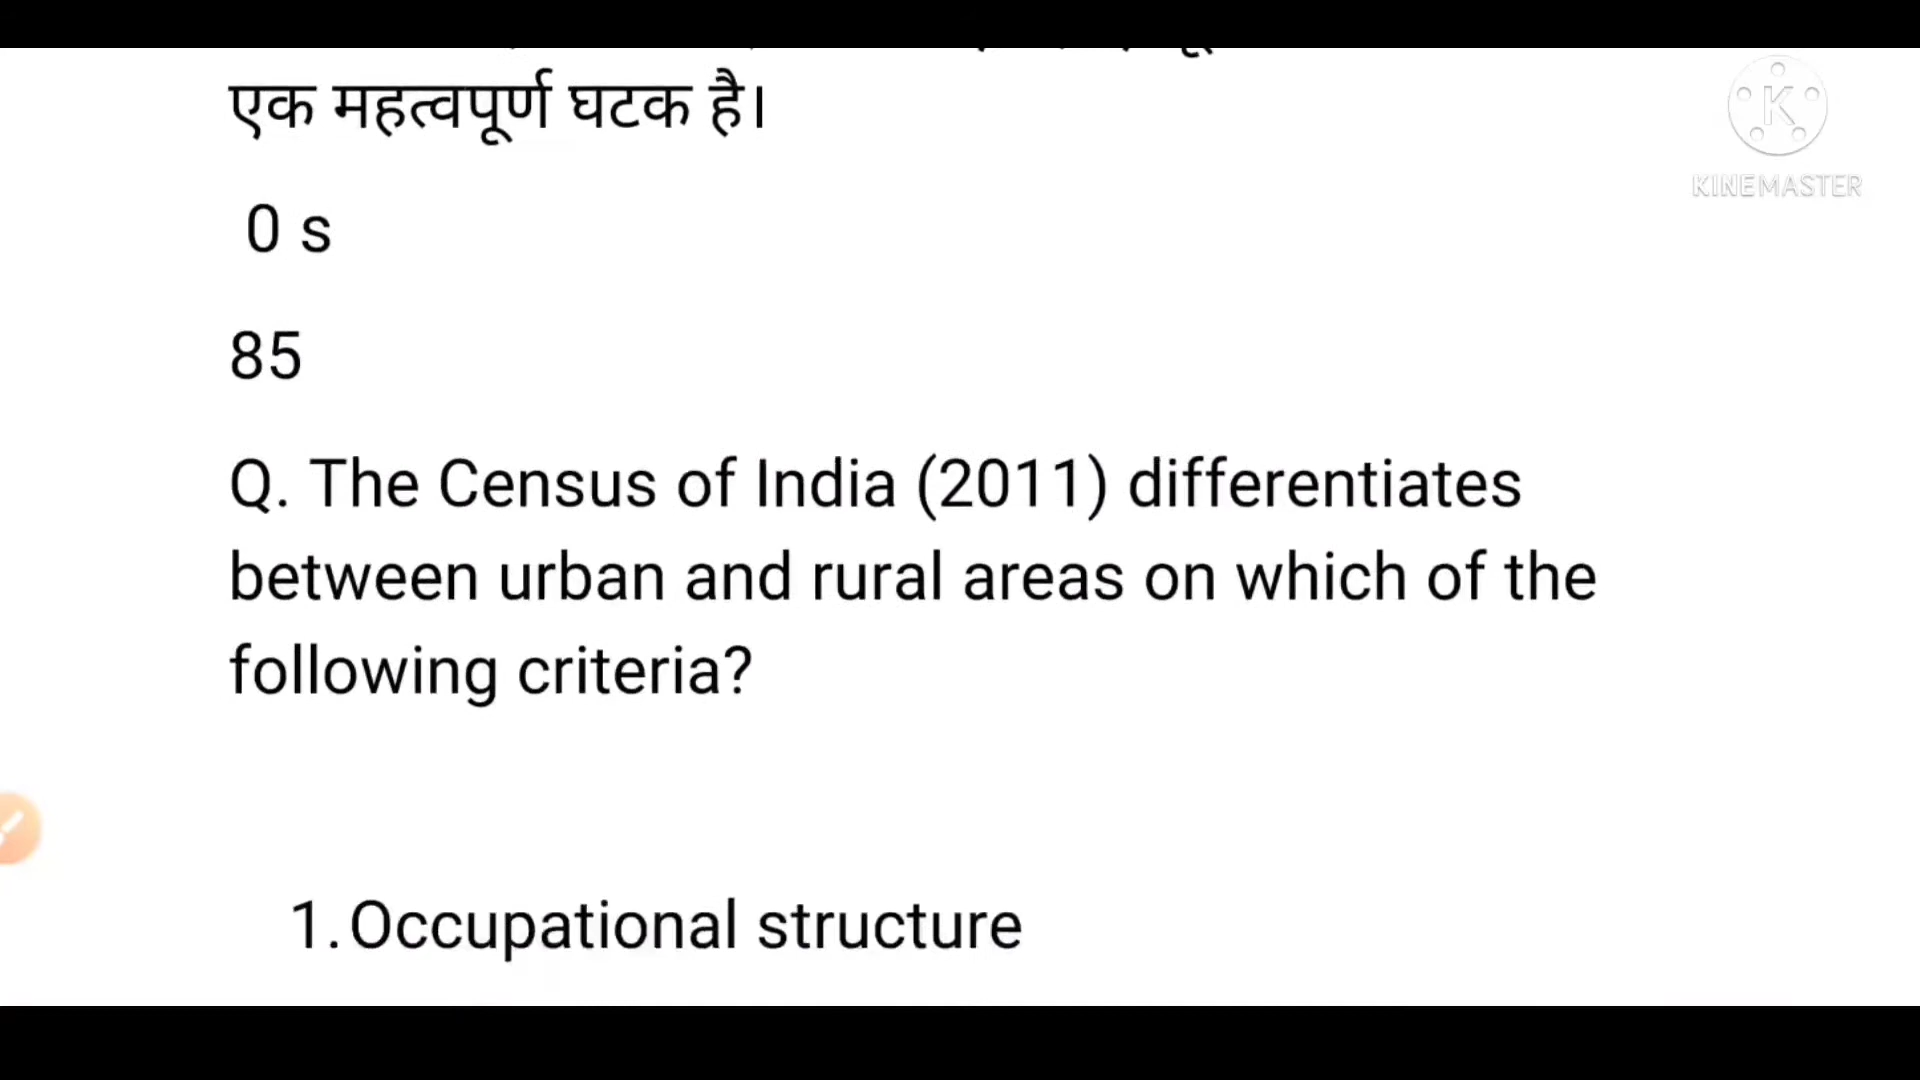 एक महत्वपूर्ण घटक है।
K
KINEMASTER
0 s
85
Q. The Census of India (2011) differentiates
between urban and rural areas on which of the
following criteria?
1. Occupational structure